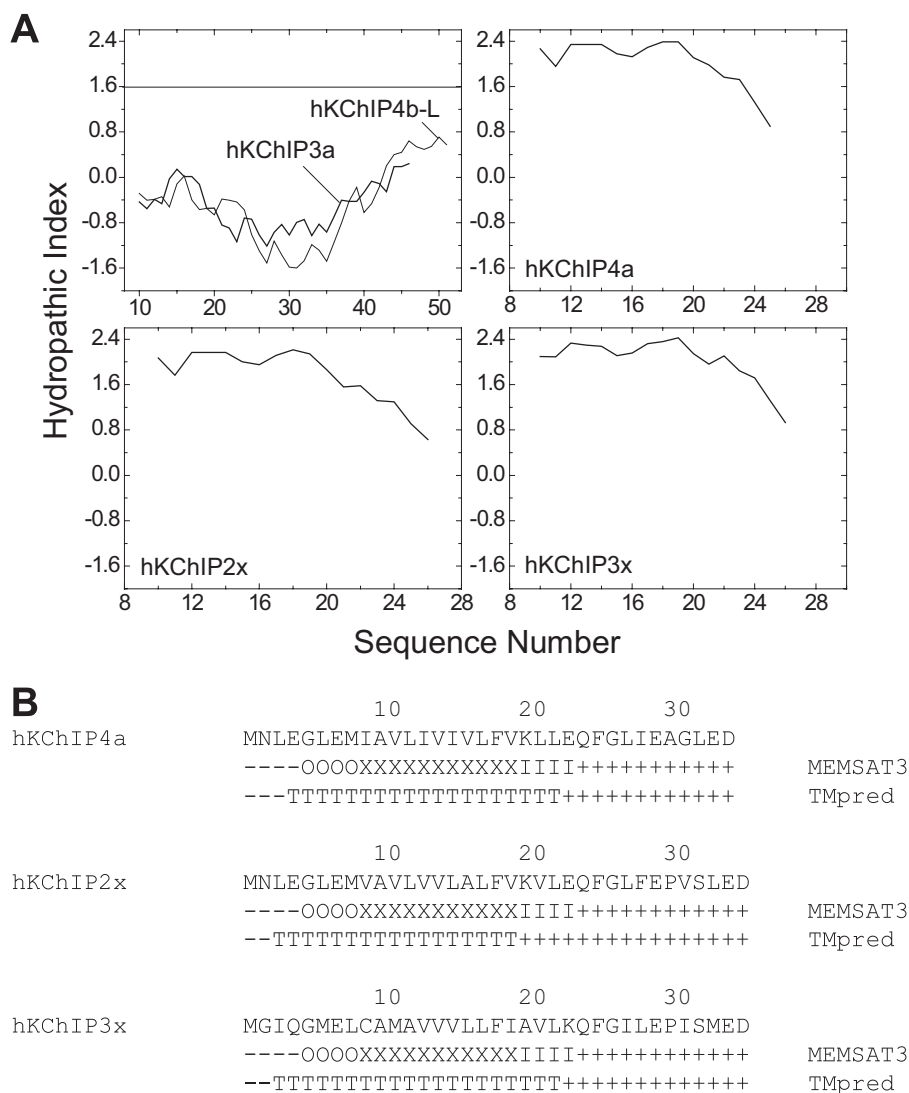 A
Hydropathic Index
2.4
1.6
0.8
0.0
-0.8
-1.6
hKChIP4b-L
hKChIP3a
10 20 30 40 50
2.4
1.6
0.8
0.0
-0.8
-1.6
hKChIP4a
8 12 16 20 24 28
2.4
1.6
0.8
0.0
-0.8
-1.6
hKChIP2x
8 12 16 20 24 28
2.4
1.6
0.8
0.0
-0.8
-1.6
hKChIP3x
8 12 16 20 24 28
Sequence Number
B
10 20 30
hKChIP4a MNLEGLEMIAVLIVIVLFVKLLEQFGLIEAGLED
----OOOOXXXXXXXXXXXIIII+++++++++++ MEMSAT3
---TTTTTTTTTTTTTTTTTTT++++++++++++ TMpred
10 20 30
hKChIP2x MNLEGLEMVAVLVVLALFVKVLEQFGLFEPVSLED
----OOOOXXXXXXXXXXXIIII++++++++++++ MEMSAT3
--TTTTTTTTTTTTTTTTT++++++++++++++++ TMpred
10 20 30
hKChIP3x MGIQGMELCAMAVVVLLFIAVLKQFGILEPISMED
----OOOOXXXXXXXXXXXIIII++++++++++++ MEMSAT3
--TTTTTTTTTTTTTTTTTTTT+++++++++++++ TMpred